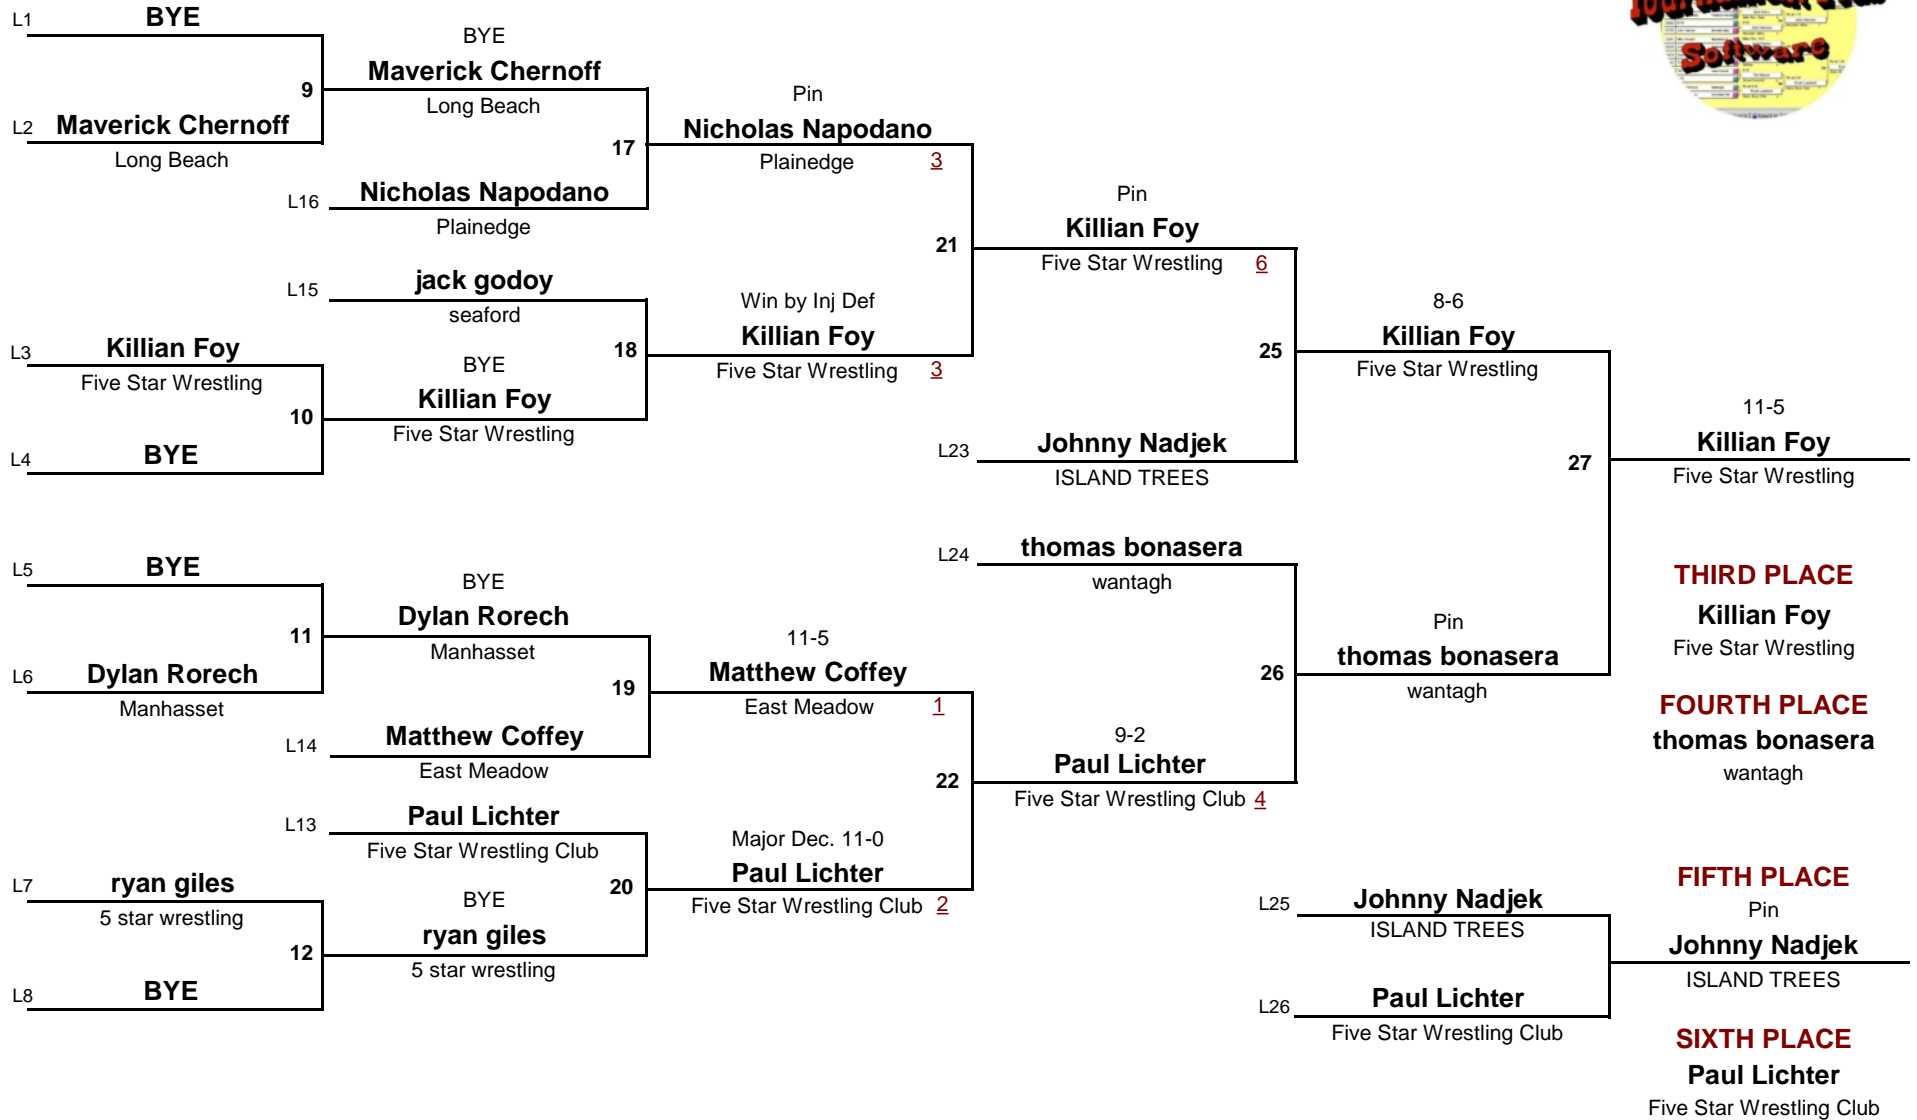 Tournament
Software
L1 BYE
BYE
Maverick Chernoff
9
Long Beach
L2 Maverick Chernoff
Long Beach
Pin
Nicholas Napodano
17
Plainedge 3
L16 Nicholas Napodano
Plainedge
Pin
Killian Foy
21
Five Star Wrestling 6
L15 jack godoy
seaford
Win by Inj Def
Killian Foy
18
Five Star Wrestling 3
L3 Killian Foy
Five Star Wrestling
BYE
Killian Foy
10
Five Star Wrestling
L4 BYE
8-6
Killian Foy
25
Five Star Wrestling
L23 Johnny Nadjek
ISLAND TREES
11-5
Killian Foy
27
Five Star Wrestling
L24 thomas bonasera
wantagh
L5 BYE
BYE
Dylan Rorech
11
Manhasset
L6 Dylan Rorech
Manhasset
11-5
Matthew Coffey
19
East Meadow 1
L14 Matthew Coffey
East Meadow
Pin
thomas bonasera
26
wantagh
9-2
Paul Lichter
22
Five Star Wrestling Club 4
L13 Paul Lichter
Five Star Wrestling Club
Major Dec. 11-0
Paul Lichter
20
Five Star Wrestling Club 2
L7 ryan giles
5 star wrestling
BYE
ryan giles
12
5 star wrestling
L8 BYE
THIRD PLACE
Killian Foy
Five Star Wrestling
FOURTH PLACE
thomas bonasera
wantagh
L25 Johnny Nadjek
ISLAND TREES
L26 Paul Lichter
Five Star Wrestling Club
FIFTH PLACE
Pin
Johnny Nadjek
ISLAND TREES
SIXTH PLACE
Paul Lichter
Five Star Wrestling Club